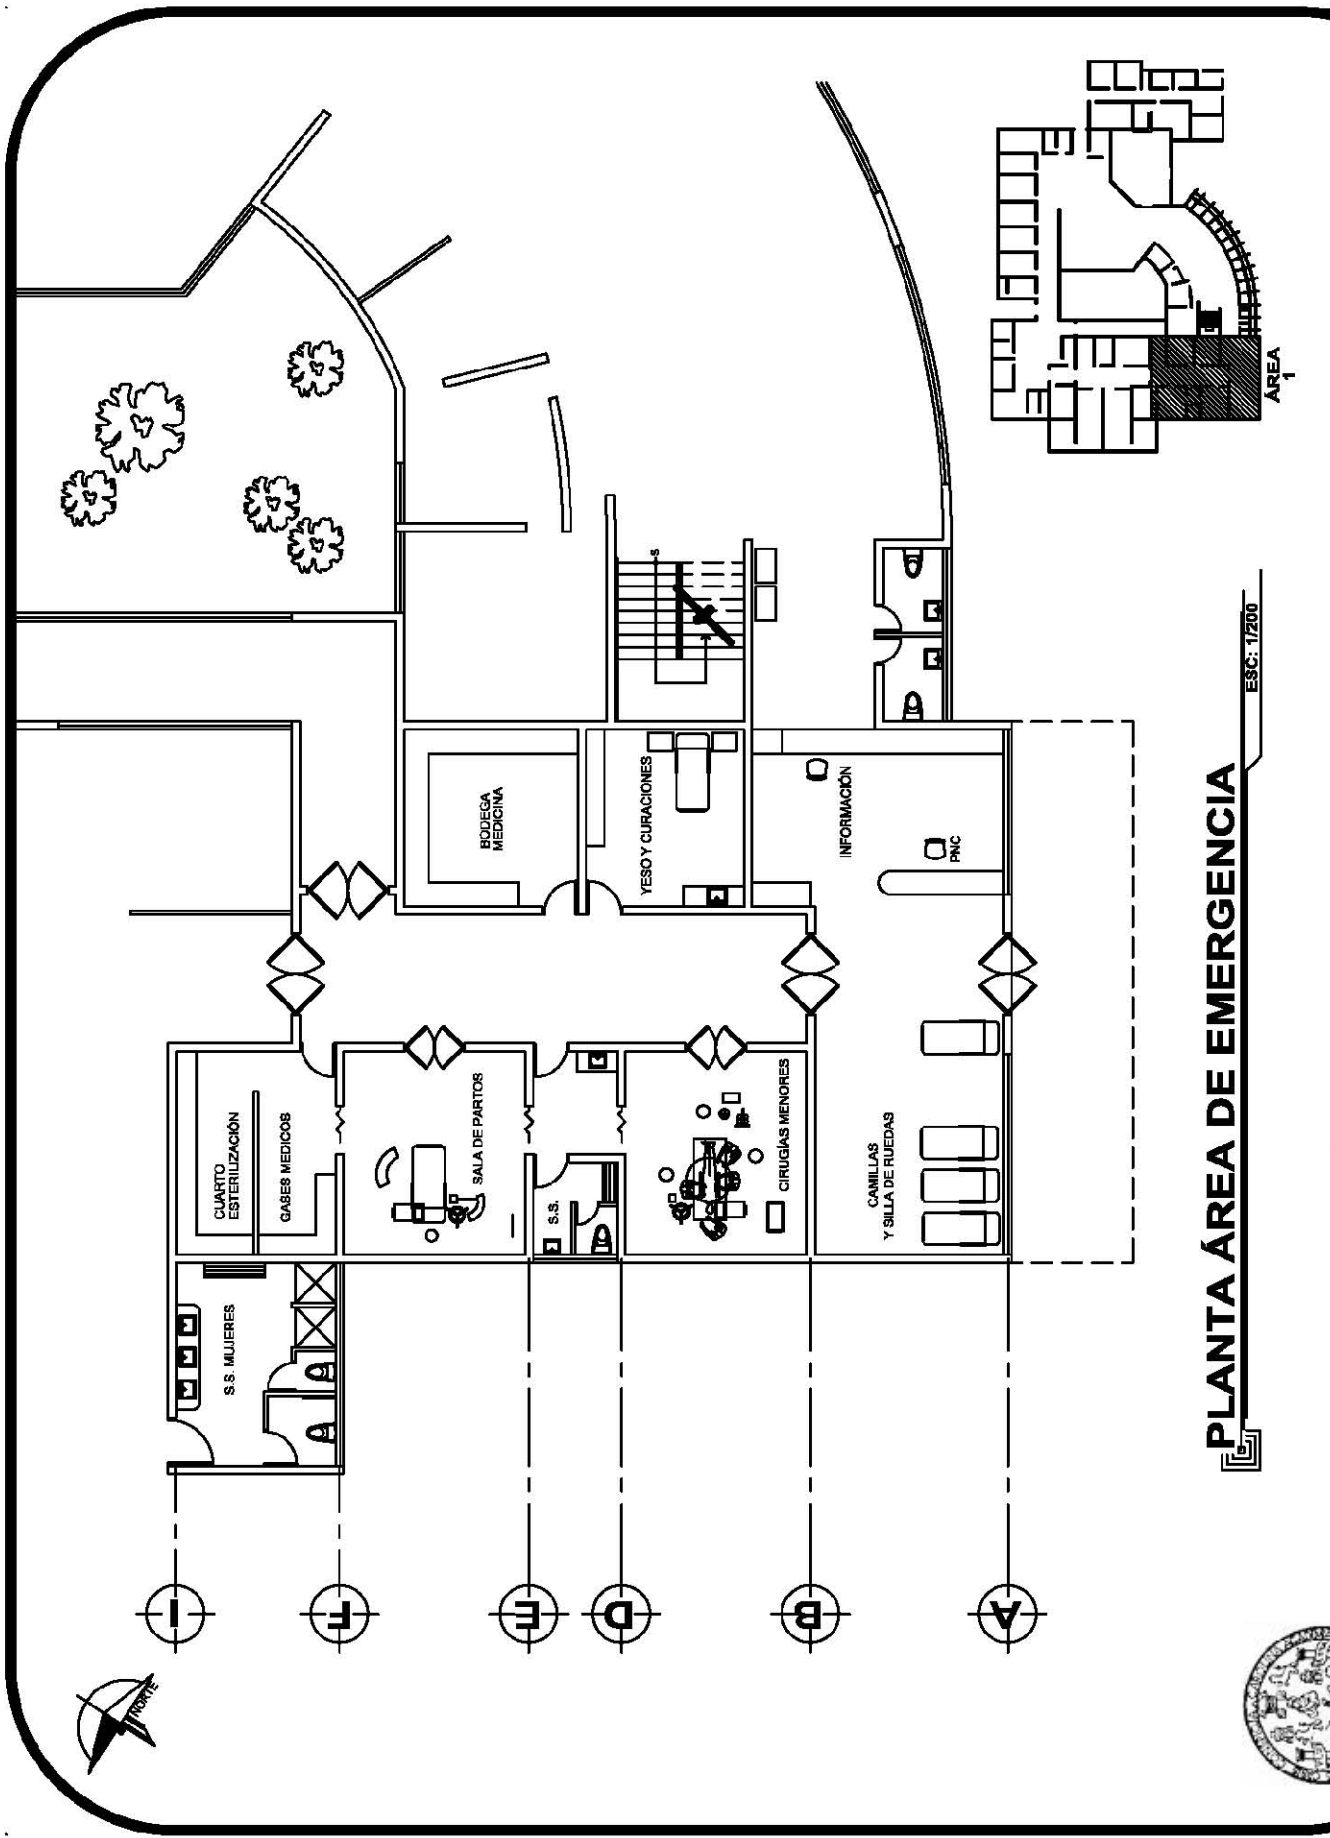 NORTE
I
F
E
D
B
A
S.S. MUJERES
CUARTO
ESTERILIZACIÓN
GASES MEDICOS
SALA DE PARTOS
S.S.
CIRUGÍAS MENORES
CAMILLAS
Y SILLA DE RUEDAS
BODEGA
MEDICINA
YESO Y CURACIONES
INFORMACIÓN
PNC
S
ÁREA
1
PLANTA ÁREA DE EMERGENCIA
ESC: 1/200